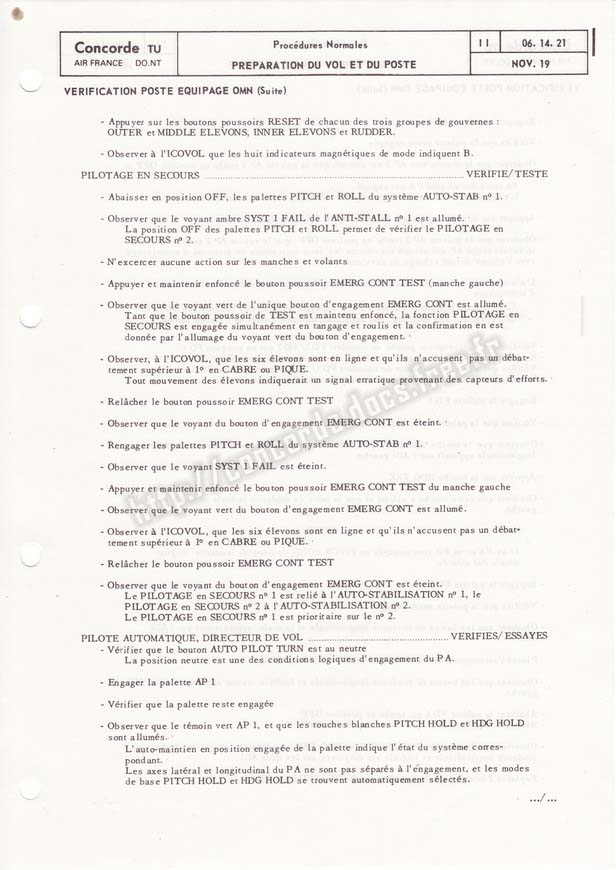 Concorde TU
AIR FRANCE DO.NT
Procédures Normales
PREPARATION DU VOL ET DU POSTE
11
06. 14. 21
NOV. 19
VERIFICATION POSTE EQUIPAGE OMN (Suite)
- Appuyer sur les boutons poussoirs RESET de chacun des trois groupes de gouvernes :
OUTER et MIDDLE ELEVONS, INNER ELEVONS et RUDDER.
- Observer à l'ICOVOL que les huit indicateurs magnétiques de mode indiquent B.
PILOTAGE EN SECOURS ........ VERIFIE/TESTE
- Abaisser en position OFF, les palettes PITCH et ROLL du système AUTO-STAB nº 1.
- Observer que le voyant ambre SYST 1 FAIL de l'ANTI-STALL nº 1 est allumé.
La position OFF des palettes PITCH et ROLL permet de vérifier le PILOTAGE en
SECOURS nº 2.
- N'excercer aucune action sur les manches et volants
- Appuyer et maintenir enfoncé le bouton poussoir EMERG CONT TEST (manche gauche)
- Observer que le voyant vert de l'unique bouton d'engagement EMERG CONT est allumé.
Tant que le bouton poussoir de TEST est maintenu enfoncé, la fonction PILOTAGE en
SECOURS est engagée simultanément en tangage et roulis et la confirmation en est
donnée par l'allumage du voyant vert du bouton d'engagement.
- Observer, à l'ICOVOL, que les six élevons sont en ligne et qu'ils n'accusent pas un débat-
tement supérieur à 1º en CABRE ou PIQUE.
Tout mouvement des élevons indiquerait un signal erratique provenant des capteurs d'efforts.
- Relâcher le bouton poussoir EMERG CONT TEST
- Observer que le voyant du bouton d'engagement EMERG CONT est éteint.
- Rengager les palettes PITCH et ROLL du système AUTO-STAB nº 1.
- Observer que le voyant SYST 1 FAIL est éteint.
- Appuyer et maintenir enfoncé le bouton poussoir EMERG CONT TEST du manche gauche
- Observer que le voyant vert du bouton d'engagement EMERG CONT est allumé.
- Observer à l'ICOVOL, que les six élevons sont en ligne et qu'ils n'accusent pas un débat-
tement supérieur à 1º en CABRE ou PIQUE.
- Relâcher le bouton poussoir EMERG CONT TEST
- Observer que le voyant du bouton d'engagement EMERG CONT est éteint.
Le PILOTAGE en SECOURS nº 1 est relié à l'AUTO-STABILISATION nº 1, le
PILOTAGE en SECOURS nº 2 à l'AUTO-STABILISATION nº 2.
Le PILOTAGE en SECOURS nº 1 est prioritaire sur le nº 2.
PILOTE AUTOMATIQUE, DIRECTEUR DE VOL ........ VERIFIES/ESSAYES
- Vérifier que le bouton AUTO PILOT TURN est au neutre
La position neutre est une des conditions logiques d'engagement du PA.
- Engager la palette AP 1
- Vérifier que la palette reste engagée
- Observer que le témoin vert AP 1, et que les touches blanches PITCH HOLD et HDG HOLD
sont allumés.
L'auto-maintien en position engagée de la palette indique l'état du système corres-
pondant.
Les axes latéral et longitudinal du PA ne sont pas séparés à l'engagement, et les modes
de base PITCH HOLD et HDG HOLD se trouvent automatiquement sélectés.
.../...
http://concordedocs.free.fr